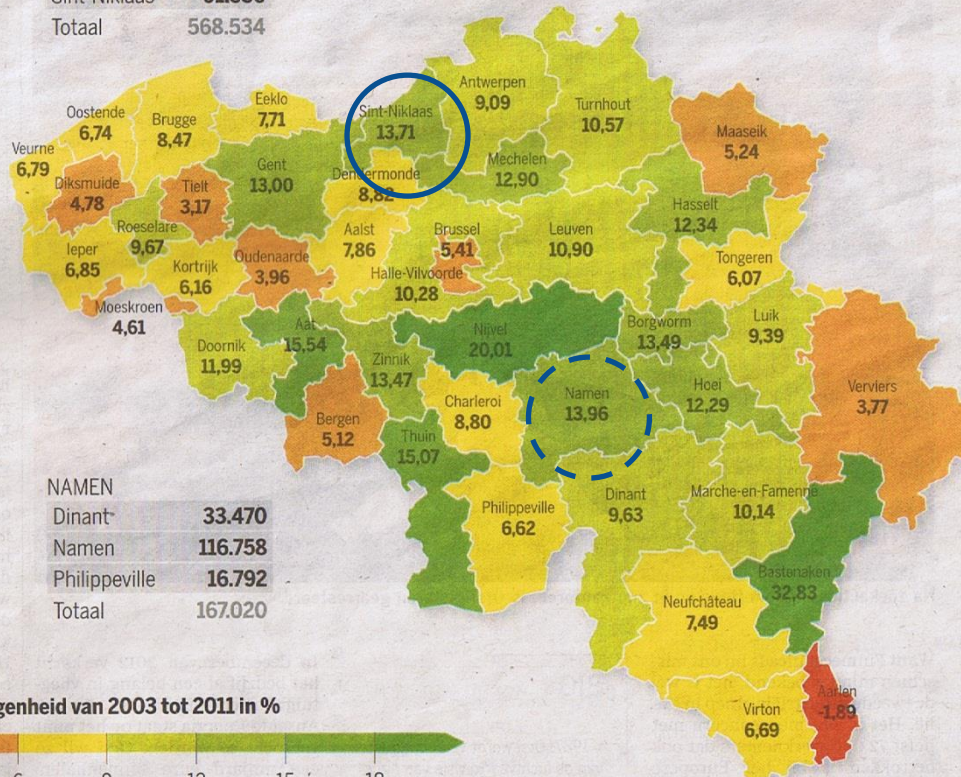 Totaal 568.534
Antwerpen
9,09
Eeklo
7,71
Sint-Niklaas
13,71
Turnhout
10,57
Oostende
6,74
Brugge
8,47
Maaseik
5,24
Veurne
6,79
Gent
13,00
Mechelen
12,90
Dendermonde
8,82
Diksmuide
4,78
Tielt
3,17
Hasselt
12,34
Roeselare
9,67
Aalst
7,86
Brussel
5,41
Leuven
10,90
Ieper
6,85
Oudenaarde
3,96
Tongeren
6,07
Kortrijk
6,16
Halle-Vilvoorde
10,28
Moeskroen
4,61
Aat
15,54
Nijvel
20,01
Borgworm
13,49
Luik
9,39
Doornik
11,99
Zinnik
13,47
Hoei
12,29
Verviers
3,77
Namen
13,96
Charleroi
8,80
Bergen
5,12
Thuin
15,07
NAMEN
Dinant 33.470
Namen 116.758
Philippeville 16.792
Totaal 167.020
Dinant
9,63
Marche-en-Famenne
10,14
Philippeville
6,62
Bastenaken
32,83
Neufchâteau
7,49
Aarlen
-1,89
Virton
6,69
genheid van 2003 tot 2011 in %